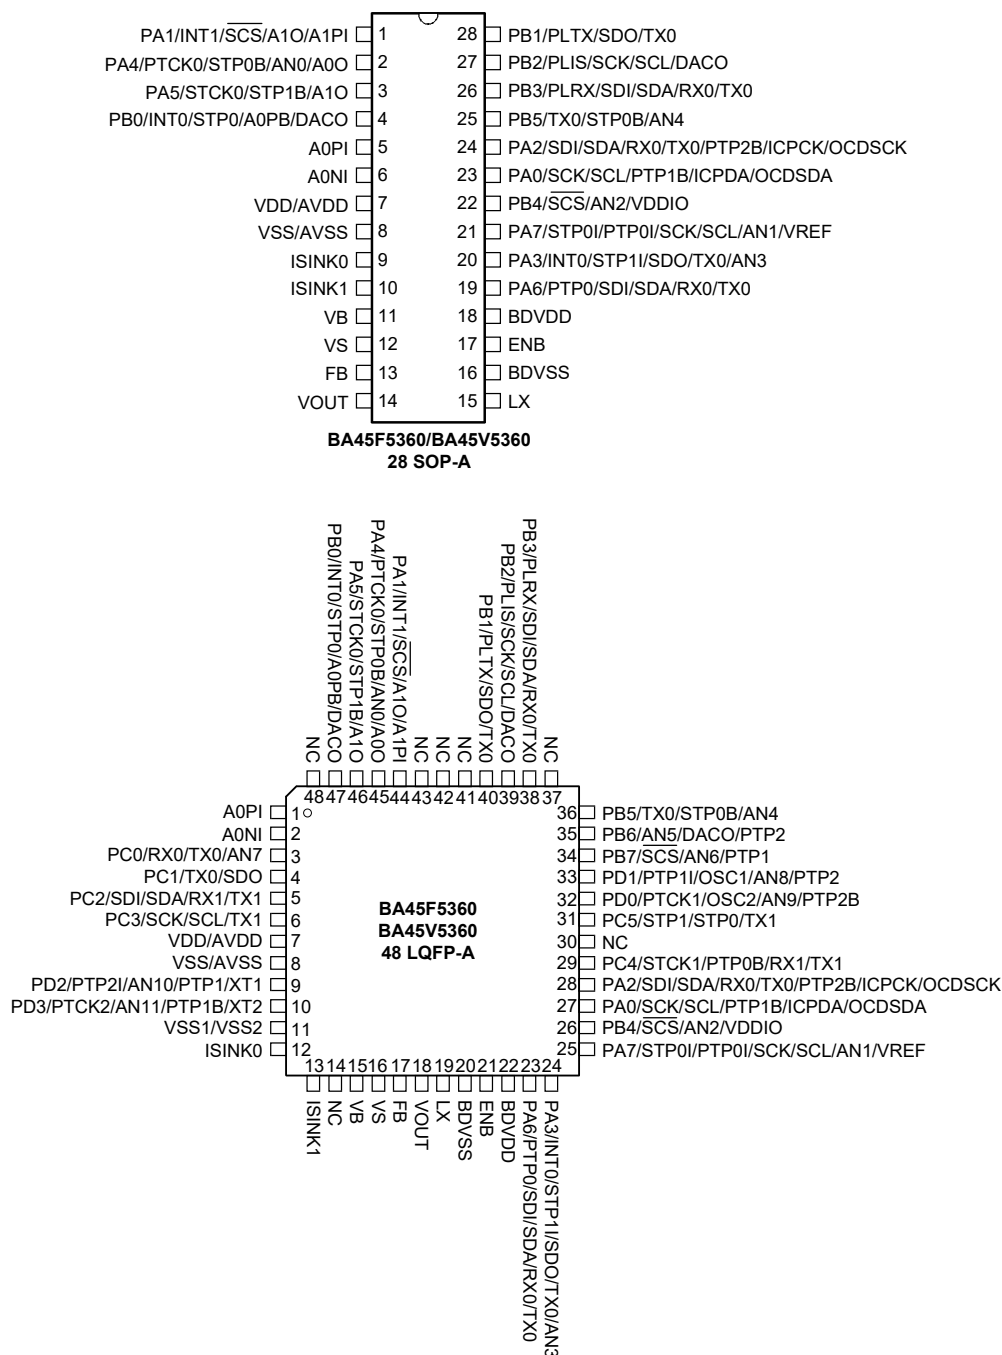 PA1/INT1/SCS/A1O/A1PI 1 28 PB1/PLTX/SDO/TX0
PA4/PTCK0/STP0B/AN0/A0O 2 27 PB2/PLIS/SCK/SCL/DACO
PA5/STCK0/STP1B/A1O 3 26 PB3/PLRX/SDI/SDA/RX0/TX0
PB0/INT0/STP0/A0PB/DACO 4 25 PB5/TX0/STP0B/AN4
A0PI 5 24 PA2/SDI/SDA/RX0/TX0/PTP2B/ICPCK/OCDSCK
A0NI 6 23 PA0/SCK/SCL/PTP1B/ICPDA/OCDSDA
VDD/AVDD 7 22 PB4/SCS/AN2/VDDIO
VSS/AVSS 8 21 PA7/STP0I/PTP0I/SCK/SCL/AN1/VREF
ISINK0 9 20 PA3/INT0/STP1I/SDO/TX0/AN3
ISINK1 10 19 PA6/PTP0/SDI/SDA/RX0/TX0
VB 11 18 BDVDD
VS 12 17 ENB
FB 13 16 BDVSS
VOUT 14 15 LX
BA45F5360/BA45V5360
28 SOP-A
NC
PB0/INT0/STP0/A0PB/DACO
PA5/STCK0/STP1B/A1O
PA4/PTCK0/STP0B/AN0/A0O
PA1/INT1/SCS/A1O/A1PI
NC
NC
NC
PB1/PLTX/SDO/TX0
PB2/PLIS/SCK/SCL/DACO
PB3/PLRX/SDI/SDA/RX0/TX0
NC
48 47 46 45 44 43 42 41 40 39 38 37
A0PI 1 36 PB5/TX0/STP0B/AN4
A0NI 2 35 PB6/AN5/DACO/PTP2
PC0/RX0/TX0/AN7 3 34 PB7/SCS/AN6/PTP1
PC1/TX0/SDO 4 33 PD1/PTP1I/OSC1/AN8/PTP2
PC2/SDI/SDA/RX1/TX1 5 32 PD0/PTCK1/OSC2/AN9/PTP2B
PC3/SCK/SCL/TX1 6 31 PC5/STP1/STP0/TX1
VDD/AVDD 7 30 NC
VSS/AVSS 8 29 PC4/STCK1/PTP0B/RX1/TX1
PD2/PTP2I/AN10/PTP1/XT1 9 28 PA2/SDI/SDA/RX0/TX0/PTP2B/ICPCK/OCDSCK
PD3/PTCK2/AN11/PTP1B/XT2 10 27 PA0/SCK/SCL/PTP1B/ICPDA/OCDSDA
VSS1/VSS2 11 26 PB4/SCS/AN2/VDDIO
ISINK0 12 25 PA7/STP0I/PTP0I/SCK/SCL/AN1/VREF
BA45F5360
BA45V5360
48 LQFP-A
13 14 15 16 17 18 19 20 21 22 23 24
ISINK1
NC
VB
VS
FB
VOUT
LX
BDVSS
ENB
BDVDD
PA6/PTP0/SDI/SDA/RX0/TX0
PA3/INT0/STP1I/SDO/TX0/AN3